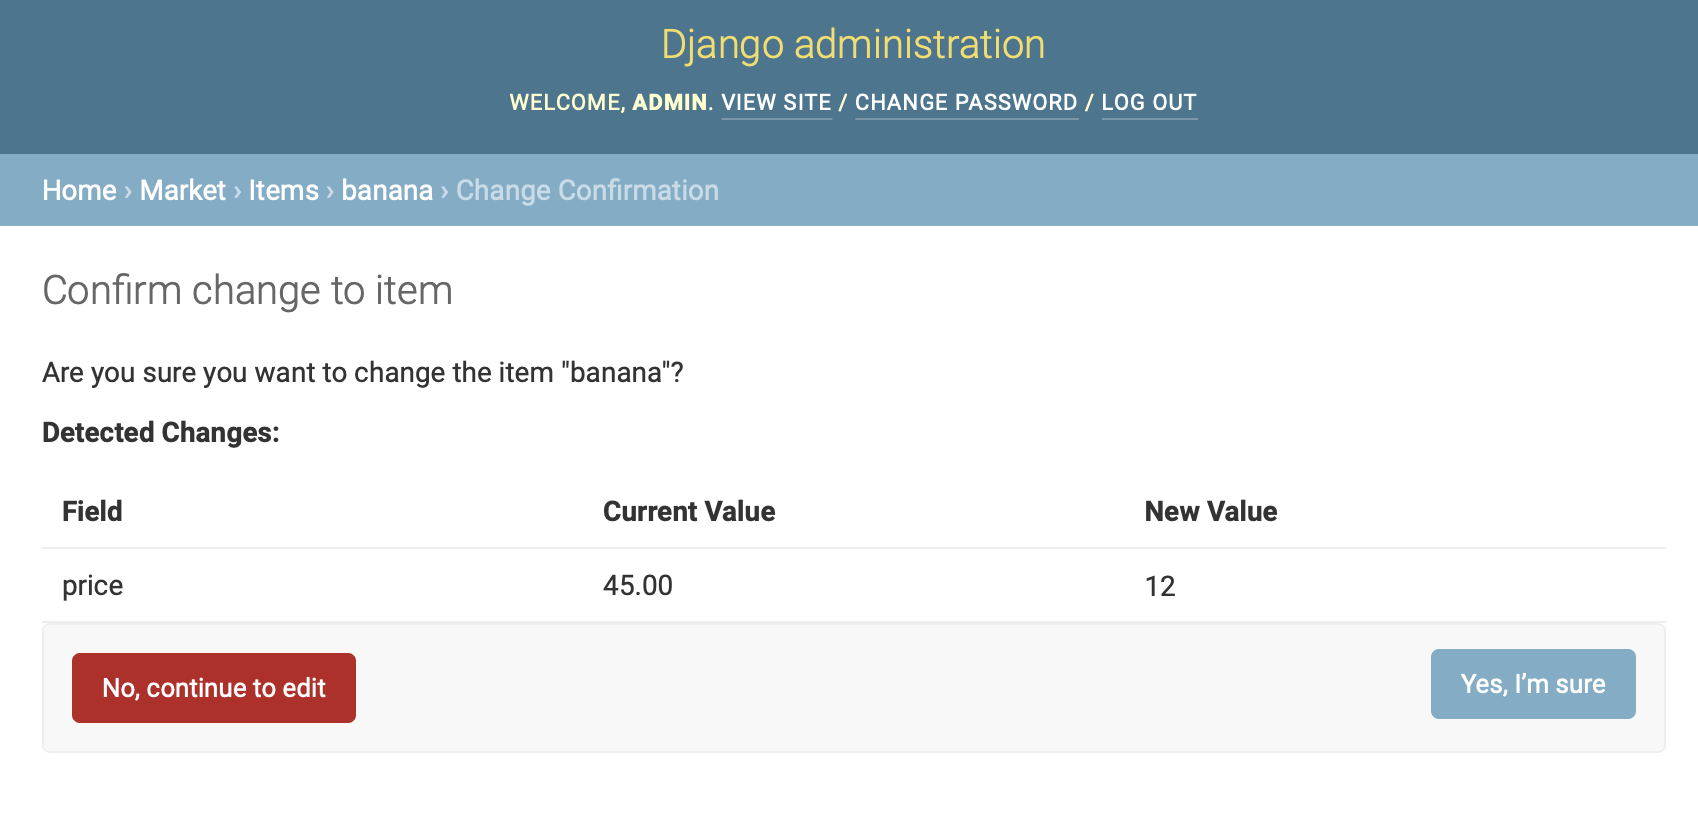 Django administration
WELCOME, ADMIN. VIEW SITE / CHANGE PASSWORD / LOG OUT
Home › Market › Items › banana › Change Confirmation
Confirm change to item
Are you sure you want to change the item "banana"?
Detected Changes:
Field Current Value New Value
price 45.00 12
No, continue to edit Yes, I’m sure